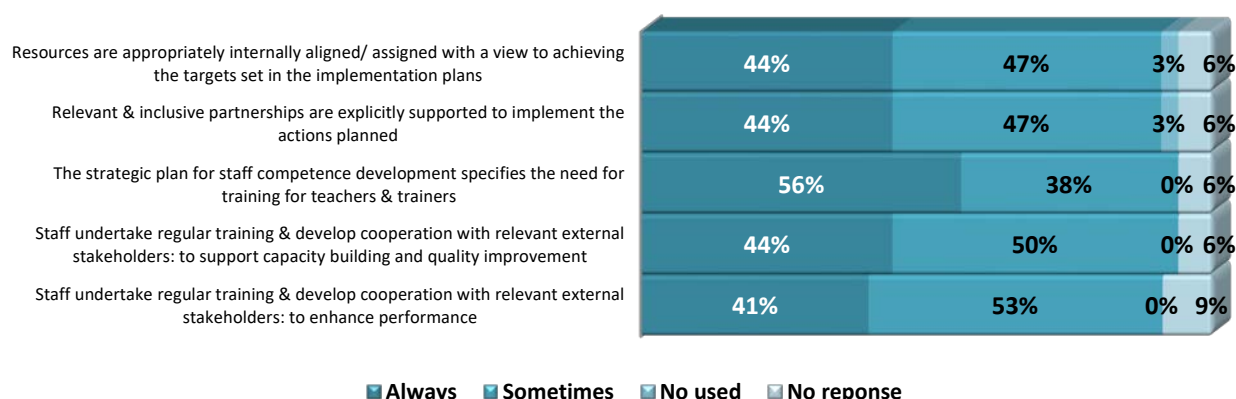 Resources are appropriately internally aligned/ assigned with a view to achieving
the targets set in the implementation plans
44% 47% 3% 6%
Relevant & inclusive partnerships are explicitly supported to implement the
actions planned
44% 47% 3% 6%
The strategic plan for staff competence development specifies the need for
training for teachers & trainers
56% 38% 0% 6%
Staff undertake regular training & develop cooperation with relevant external
stakeholders: to support capacity building and quality improvement
44% 50% 0% 6%
Staff undertake regular training & develop cooperation with relevant external
stakeholders: to enhance performance
41% 53% 0% 9%
Always Sometimes No used No reponse